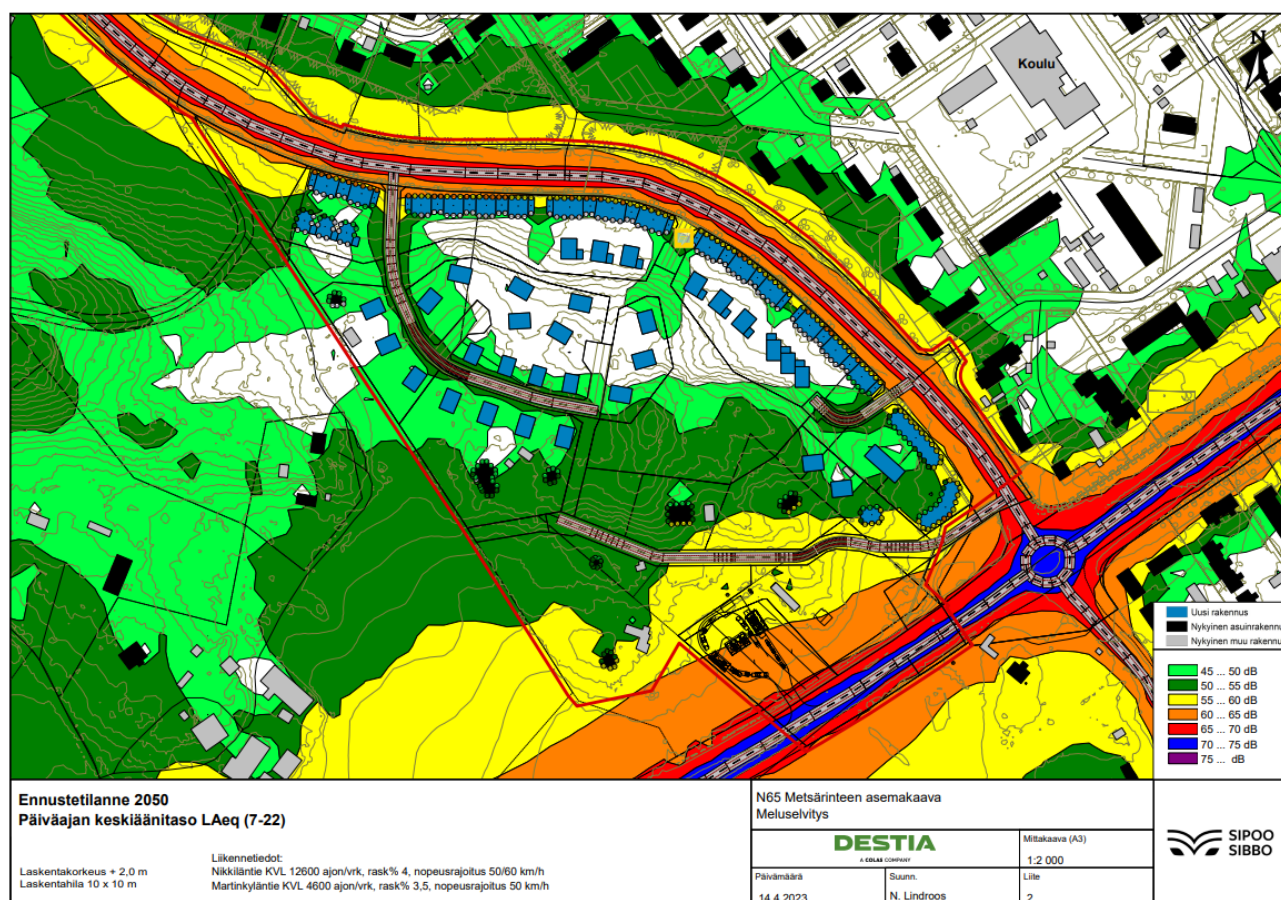 Koulu
N
Uusi rakennus
Nykyinen asuinrakennu
Nykyinen muu rakennu
45 ... 50 dB
50 ... 55 dB
55 ... 60 dB
60 ... 65 dB
65 ... 70 dB
70 ... 75 dB
75 ... dB
Ennustetilanne 2050
Päiväajan keskiäänitaso LAeq (7-22)
Laskentakorkeus + 2,0 m
Laskentahila 10 x 10 m
Liikennetiedot:
Nikkiläntie KVL 12600 ajon/vrk, rask% 4, nopeusrajoitus 50/60 km/h
Martinkyläntie KVL 4600 ajon/vrk, rask% 3,5, nopeusrajoitus 50 km/h
N65 Metsärinteen asemakaava
Meluselvitys
DESTIA
A COLAS COMPANY
Mittakaava (A3)
1:2 000
Päivämäärä
14.4.2023
Suunn.
N. Lindroos
Liite
2
SIPOO
SIBBO